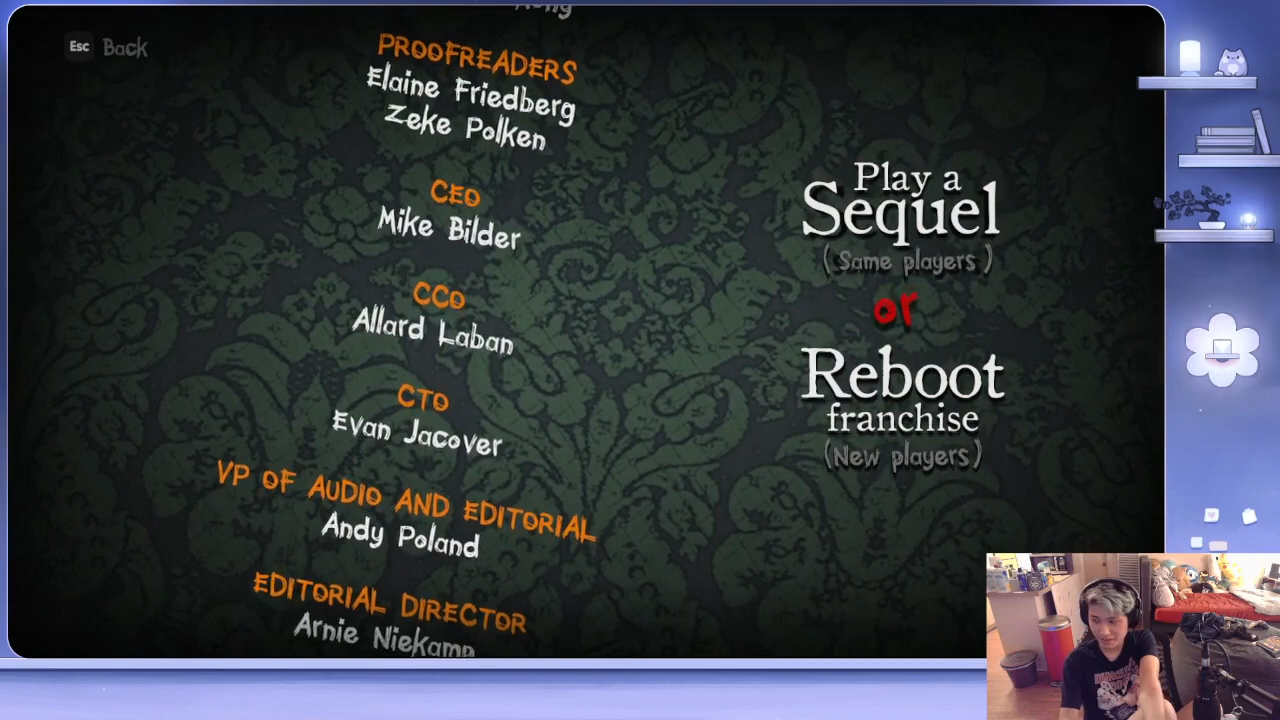 Esc Back
PROOFREADERS
Elaine Friedberg
Zeke Polken
CEO
Mike Bilder
CCO
Allard Laban
CTO
Evan Jacover
VP OF AUDIO AND EDITORIAL
Andy Poland
EDITORIAL DIRECTOR
Arnie Niekamp
Play a
Sequel
(Same players)
or
Reboot
franchise
(New players)